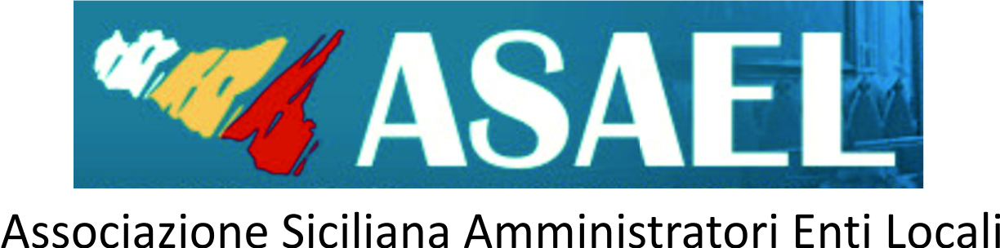 ASAEL
Associazione Siciliana Amministratori Enti Locali